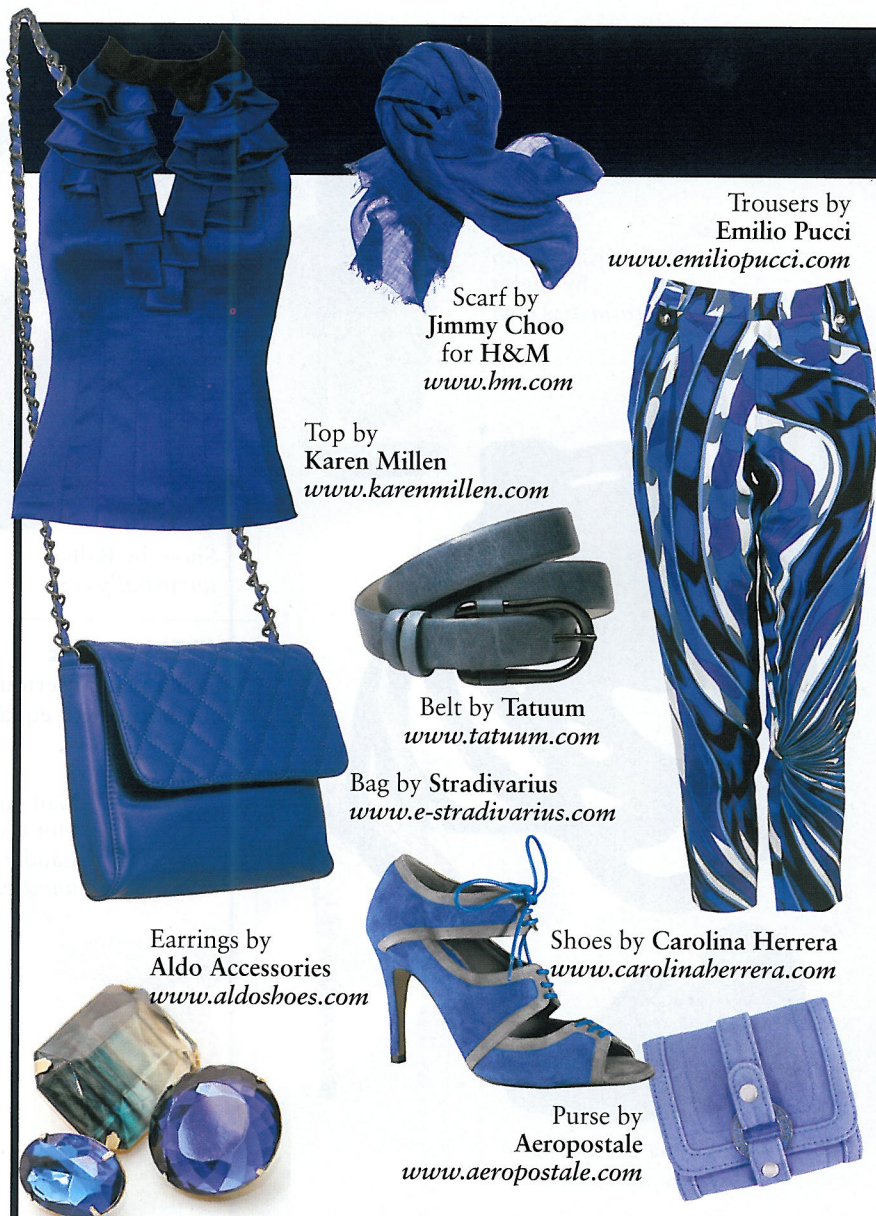 Trousers by
Emilio Pucci
www.emiliopucci.com
Scarf by
Jimmy Choo
for H&M
www.hm.com
Top by
Karen Millen
www.karenmillen.com
Belt by Tatuum
www.tatuum.com
Bag by Stradivarius
www.e-stradivarius.com
Earrings by
Aldo Accessories
www.aldoshoes.com
Shoes by Carolina Herrera
www.carolinaherrera.com
Purse by
Aeropostale
www.aeropostale.com